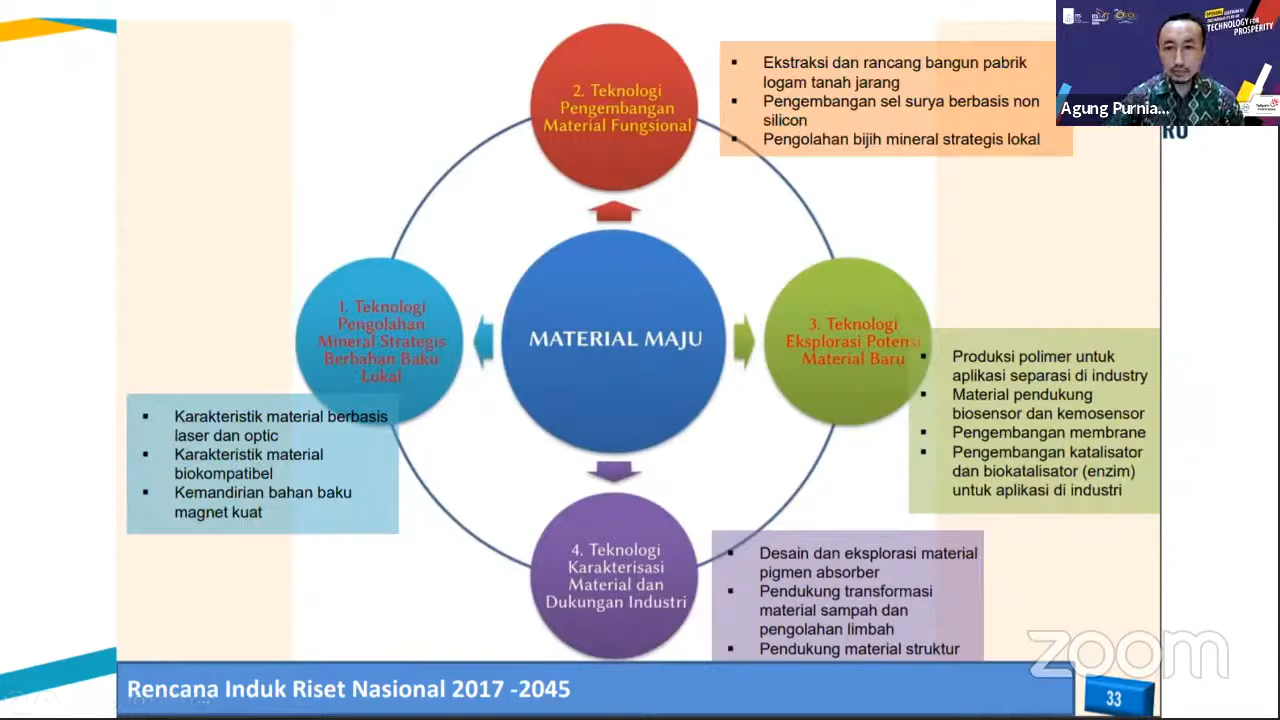 2. Teknologi
Pengembangan
Material Fungsional
▪ Ekstraksi dan rancang bangun pabrik
logam tanah jarang
▪ Pengembangan sel surya berbasis non
silicon
▪ Pengolahan bijih mineral strategis lokal
TECHNOLOGY FOR
PROSPERITY
Agung Purnia...
RU
1. Teknologi
Pengolahan
Mineral Strategis
Berbahan Baku
Lokal
MATERIAL MAJU
3. Teknologi
Eksplorasi Potensi
Material Baru
▪ Karakteristik material berbasis
laser dan optic
▪ Karakteristik material
biokompatibel
▪ Kemandirian bahan baku
magnet kuat
▪ Produksi polimer untuk
aplikasi separasi di industry
▪ Material pendukung
biosensor dan kemosensor
▪ Pengembangan membrane
▪ Pengembangan katalisator
dan biokatalisator (enzim)
untuk aplikasi di industri
4. Teknologi
Karakterisasi
Material dan
Dukungan Industri
▪ Desain dan eksplorasi material
pigmen absorber
▪ Pendukung transformasi
material sampah dan
pengolahan limbah
▪ Pendukung material struktur
zoom
Rencana Induk Riset Nasional 2017 -2045
33